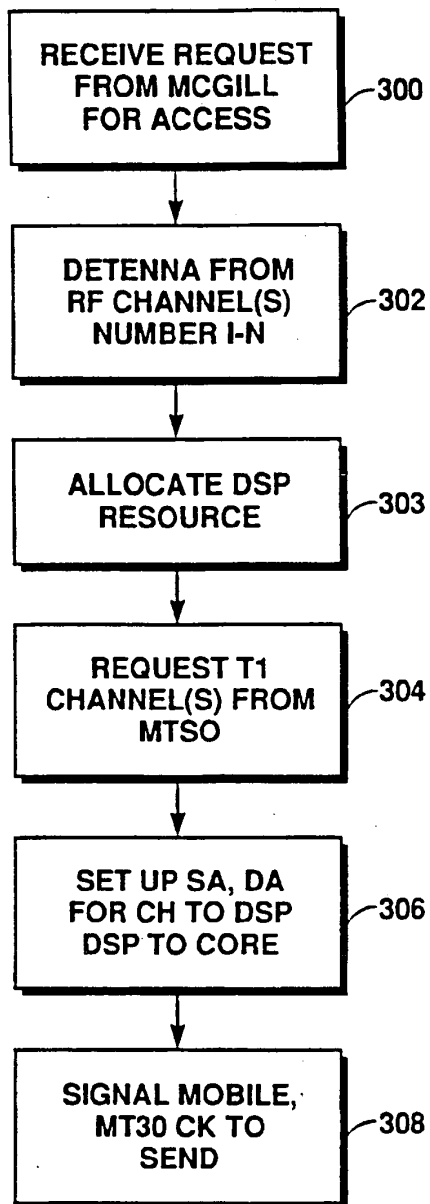 RECEIVE REQUEST
FROM MCGILL
FOR ACCESS
300
DETENNA FROM
RF CHANNEL(S)
NUMBER I-N
302
ALLOCATE DSP
RESOURCE
303
REQUEST T1
CHANNEL(S) FROM
MTSO
304
SET UP SA, DA
FOR CH TO DSP
DSP TO CORE
306
SIGNAL MOBILE,
MT30 CK TO
SEND
308